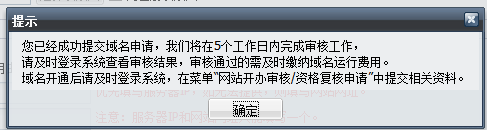 提示
您已经成功提交域名申请，我们将在5个工作日内完成审核工作，
请及时登录系统查看审核结果，审核通过的需及时缴纳域名运行费用。
域名开通后请及时登录系统，在菜单“网站开办审核/资格复核申请”中提交相关资料。
确定